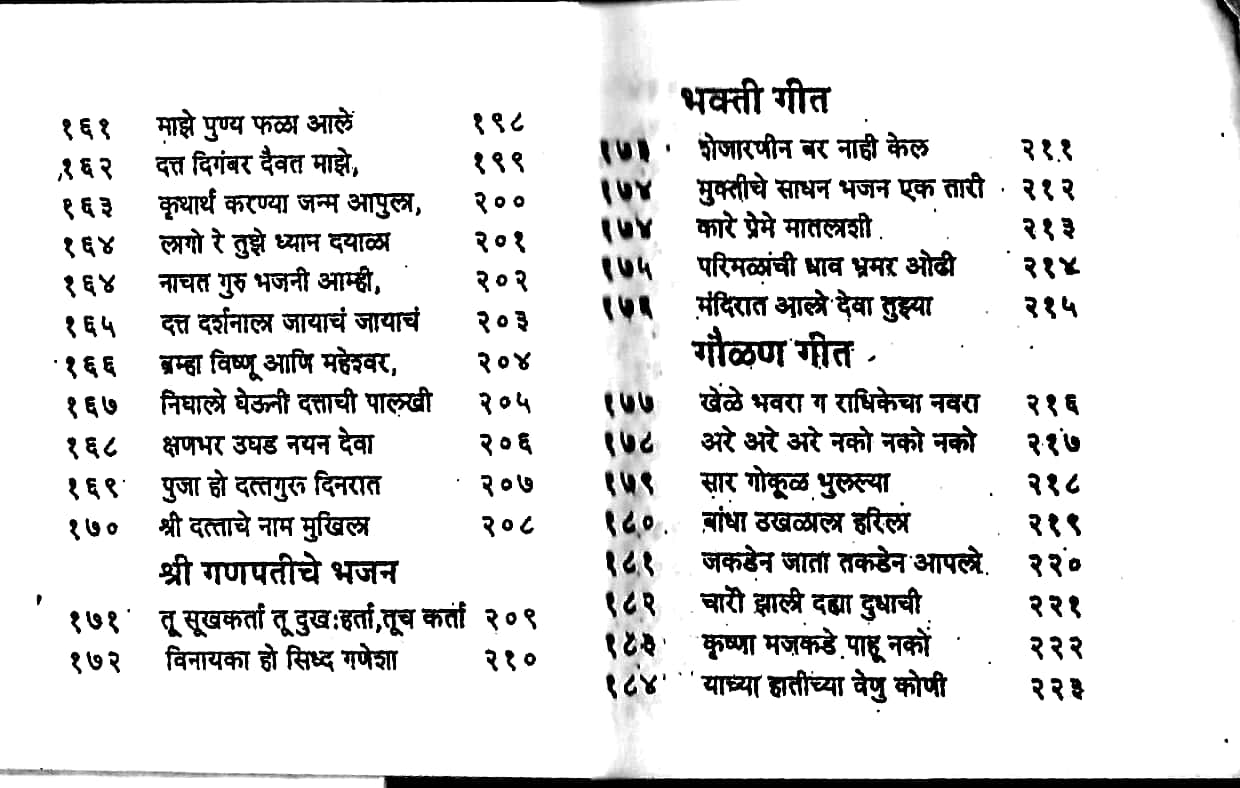 १६१ माझे पुण्य फळा आले १९८
१६२ दत्त दिगंबर दैवत माझे, १९९
१६३ कृथार्थ करण्या जन्म आपुला, २००
१६४ लागो रे तुझे ध्यान दयाळा २०१
१६४ नाचत गुरु भजनी आम्ही, २०२
१६५ दत्त दर्शनाला जायाचं जायाचं २०३
१६६ ब्रम्हा विष्णू आणि महेश्वर, २०४
१६७ निघालो घेऊनी दत्ताची पालखी २०५
१६८ क्षणभर उघड नयन देवा २०६
१६९ पुजा हो दत्तगुरू दिनरात २०७
१७० श्री दत्ताचे नाम मुखिला २०८
श्री गणपतीचे भजन
१७१ तू सूखकर्ता तू दुखःहर्ता,तूच कर्ता २०९
१७२ विनायका हो सिध्द गणेशा २१०
भक्ती गीत
१७३ शेजारणीन बर नाही केल २११
१७४ मुक्तीचे साधन भजन एक तारी २१२
१७४ कारे प्रेमे मातलाशी २१३
१७५ परिमळांची धाव भ्रमर ओढी २१४
१७६ मंदिरात आलो देवा तुझ्या २१५
गौळण गीत
१७७ खेळे भवरा ग राधिकेचा नवरा २१६
१७८ अरे अरे अरे नको नको नको २१७
१७९ सार गोकूळ भुलल्या २१८
१८० बांधा उखळाला हरिला २१९
१८१ जकडेन जाता तकडेन आपलो २२०
१८२ चारी झाली दह्या दुधाची २२१
१८३ कृष्णा मजकडे पाहू नको २२२
१८४ याच्या हातीच्या वेणु कोणी २२३